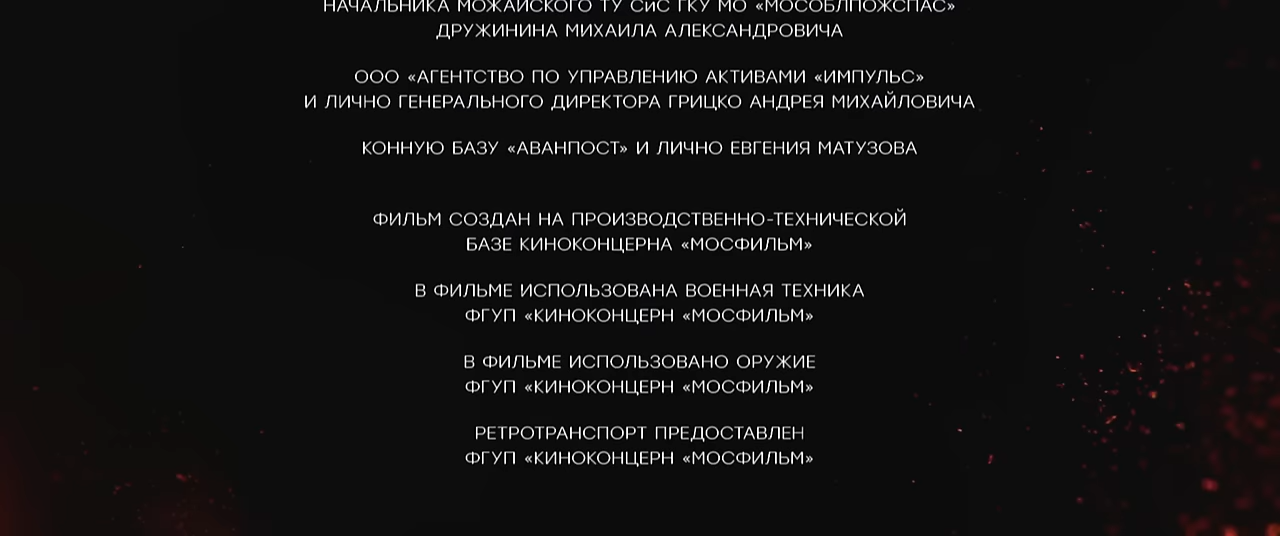 НАЧАЛЬНИКА МОЖАЙСКОГО ТУ СиС ГКУ МО «МОСОБЛПОЖСПАС»
ДРУЖИНИНА МИХАИЛА АЛЕКСАНДРОВИЧА
ООО «АГЕНТСТВО ПО УПРАВЛЕНИЮ АКТИВАМИ «ИМПУЛЬС»
И ЛИЧНО ГЕНЕРАЛЬНОГО ДИРЕКТОРА ГРИЦКО АНДРЕЯ МИХАЙЛОВИЧА
КОННУЮ БАЗУ «АВАНПОСТ» И ЛИЧНО ЕВГЕНИЯ МАТУЗОВА
ФИЛЬМ СОЗДАН НА ПРОИЗВОДСТВЕННО-ТЕХНИЧЕСКОЙ
БАЗЕ КИНОКОНЦЕРНА «МОСФИЛЬМ»
В ФИЛЬМЕ ИСПОЛЬЗОВАНА ВОЕННАЯ ТЕХНИКА
ФГУП «КИНОКОНЦЕРН «МОСФИЛЬМ»
В ФИЛЬМЕ ИСПОЛЬЗОВАНО ОРУЖИЕ
ФГУП «КИНОКОНЦЕРН «МОСФИЛЬМ»
РЕТРОТРАНСПОРТ ПРЕДОСТАВЛЕН
ФГУП «КИНОКОНЦЕРН «МОСФИЛЬМ»